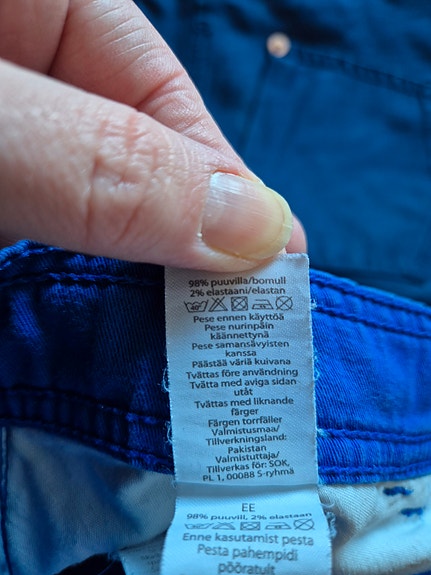 98% puuvilla/bomull
2% elastaani/elastan
Pese ennen käyttöä
Pese nurinpäin
käännettynä
Pese samansävyisten
kanssa
Päästää väriä kuivana
Tvättas före användning
Tvätta med aviga sidan
utåt
Tvättas med liknande
färger
Färgen torrfäller
Valmistusmaa/
Tillverkningsland:
Pakistan
Valmistuttaja/
Tillverkas för: SOK,
PL 1, 00088 S-ryhmä
EE
98% puuvill, 2% elastaan
Enne kasutamist pesta
Pesta pahempidi
pööratult